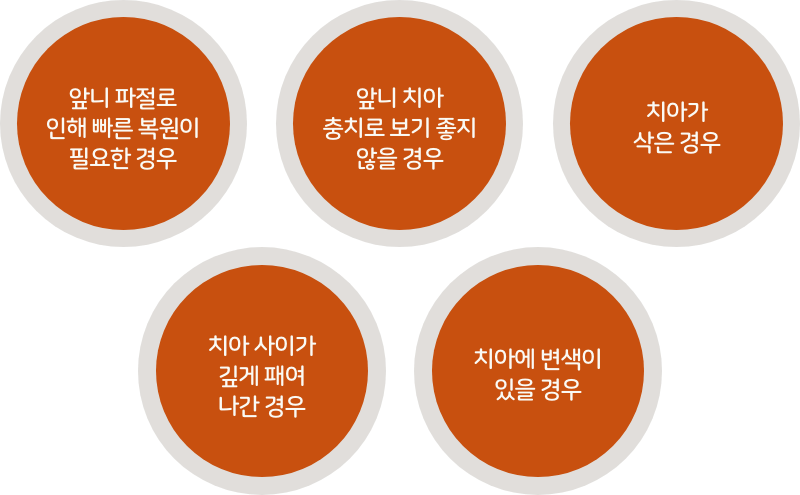 앞니 파절로
인해 빠른 복원이
필요한 경우
앞니 치아
충치로 보기 좋지
않을 경우
치아가
삭은 경우
치아 사이가
깊게 패여
나간 경우
치아에 변색이
있을 경우